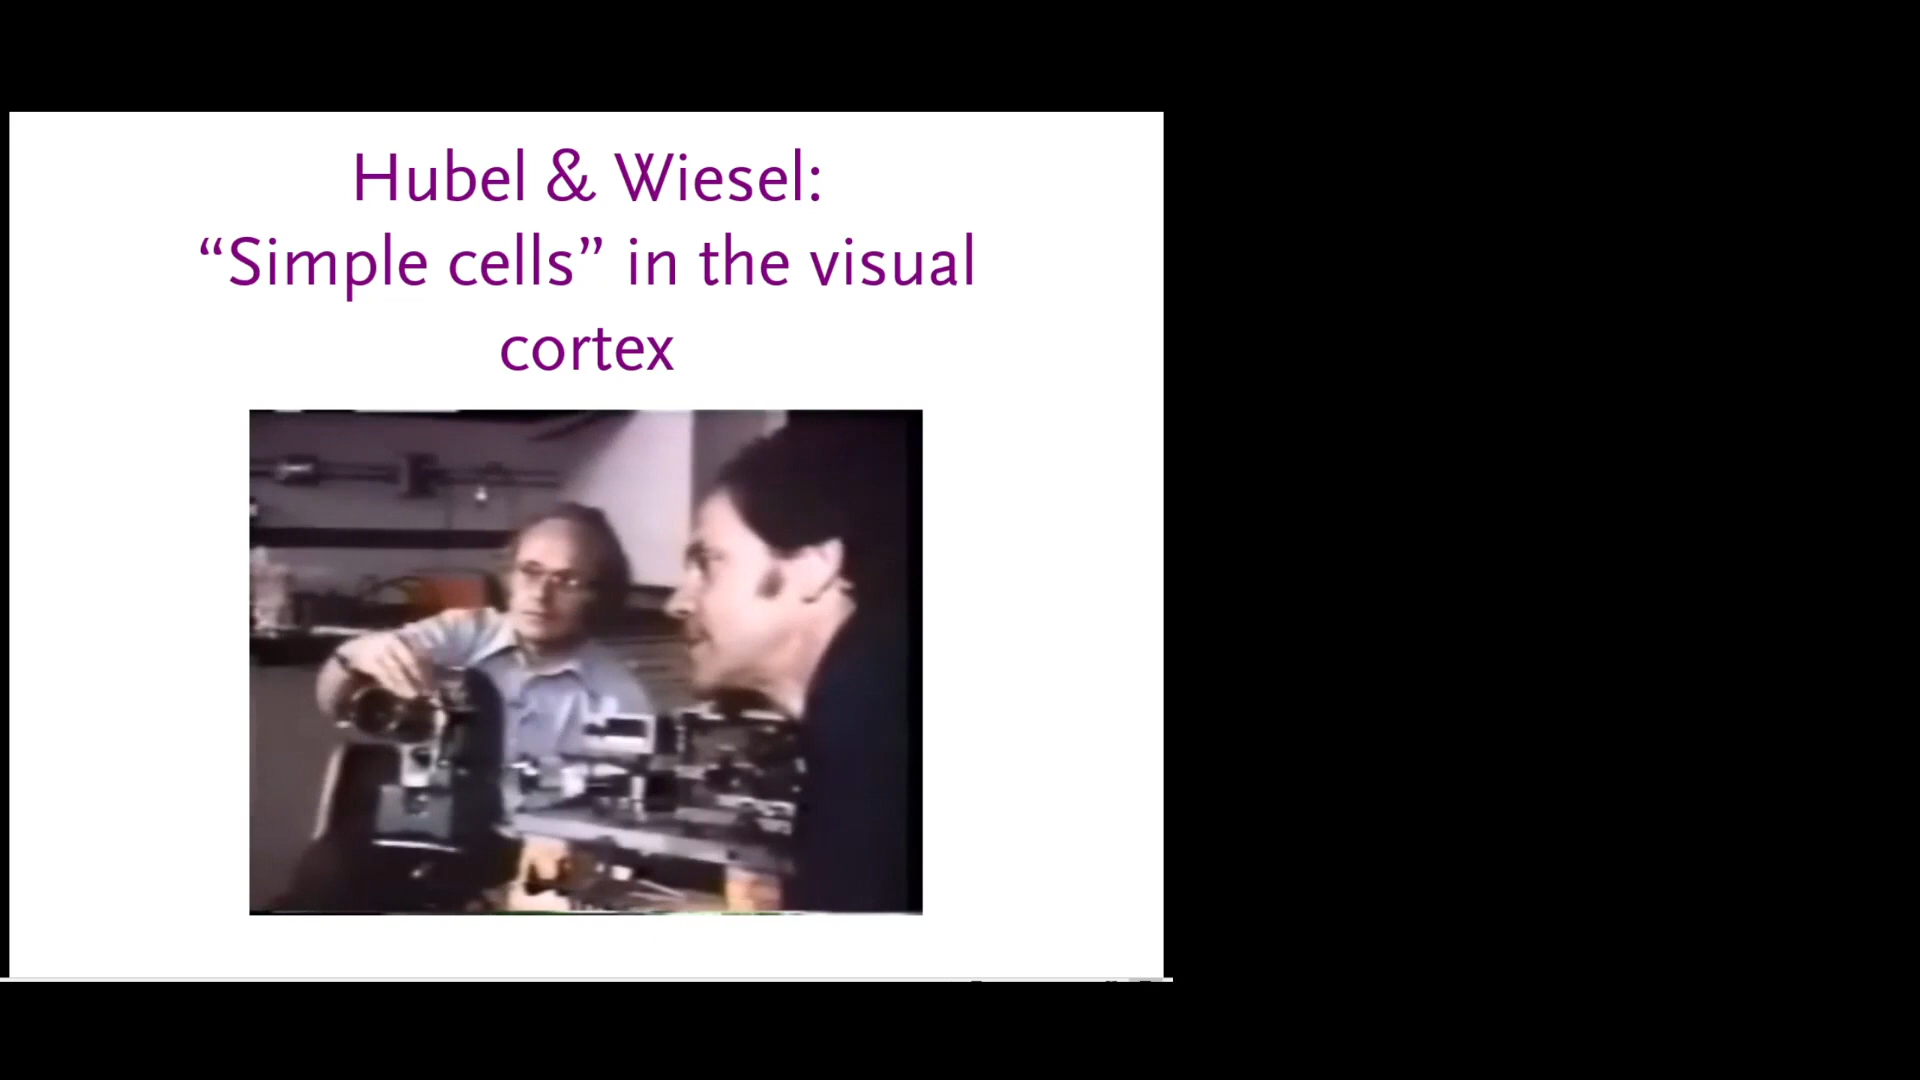 Hubel & Wiesel:
“Simple cells” in the visual
cortex